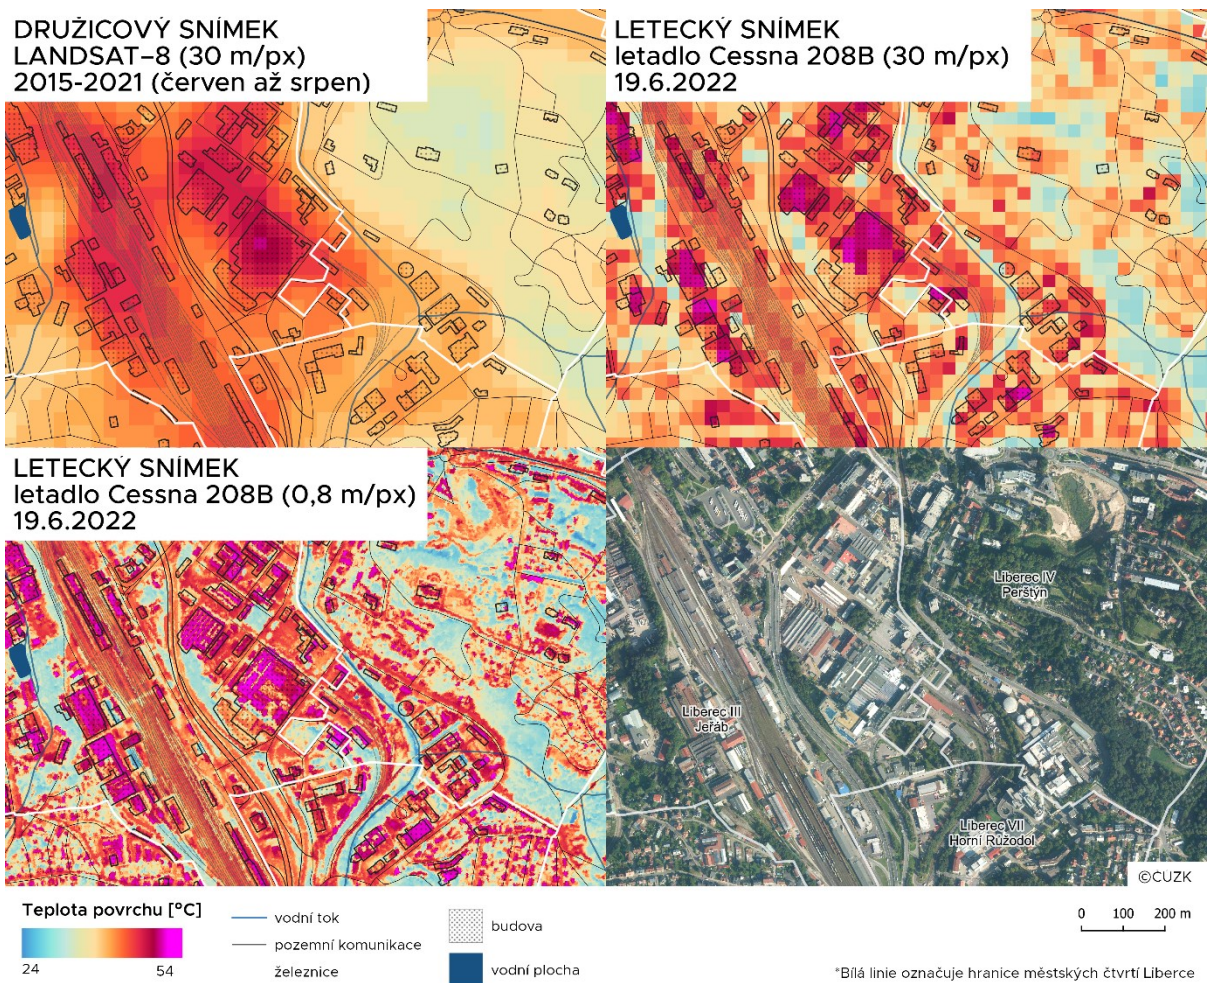 DRUŽICOVÝ SNÍMEK
LANDSAT–8 (30 m/px)
2015-2021 (červen až srpen)
LETECKÝ SNÍMEK
letadlo Cessna 208B (30 m/px)
19.6.2022
LETECKÝ SNÍMEK
letadlo Cessna 208B (0,8 m/px)
19.6.2022
Liberec IV
Perštýn
Liberec III
Jeřáb
Liberec VII
Horní Růžodol
©ČUZK
Teplota povrchu [°C]
24
54
vodní tok
pozemní komunikace
železnice
budova
vodní plocha
0 100 200 m
*Bílá linie označuje hranice městských čtvrtí Liberce